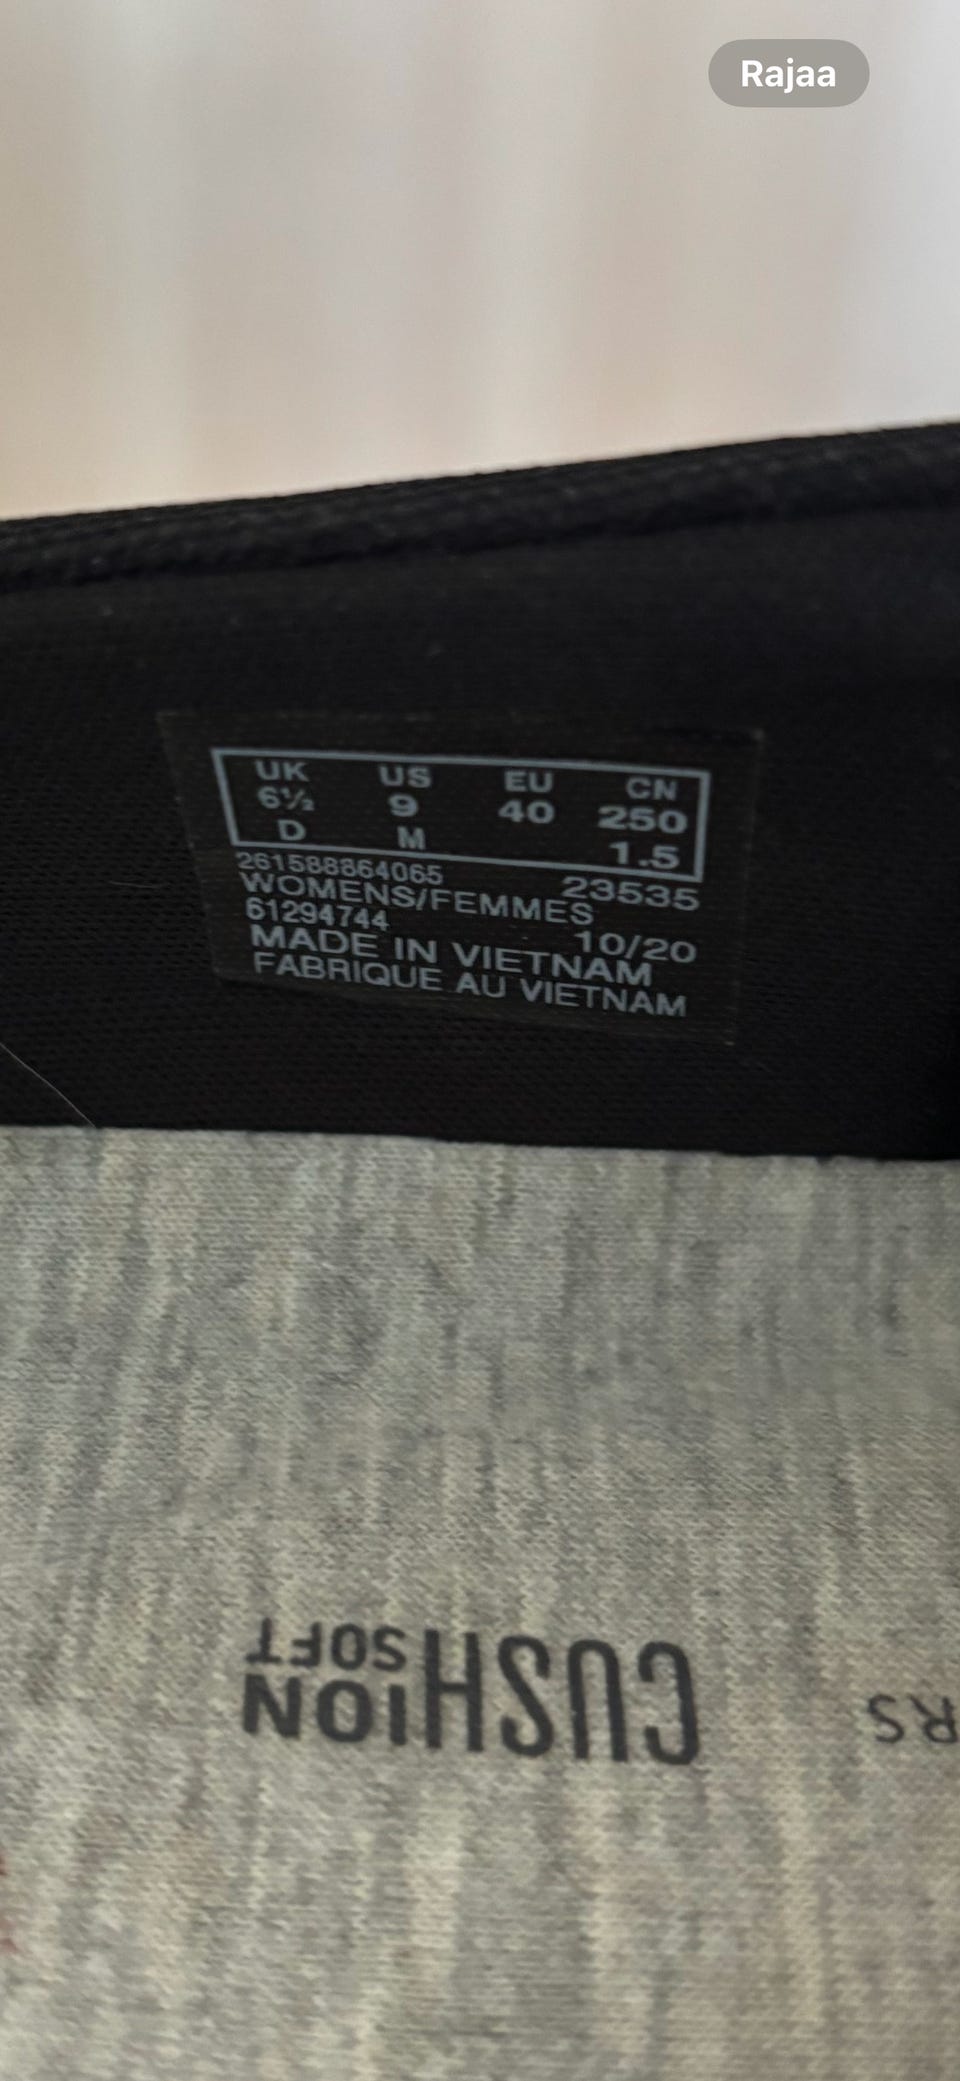 Rajaa
UK US EU CN
6½ 9 40 250
D M 1.5
261588864065 23535
WOMENS/FEMMES
61294744 10/20
MADE IN VIETNAM
FABRIQUE AU VIETNAM
CUSHION
SOFT
RS